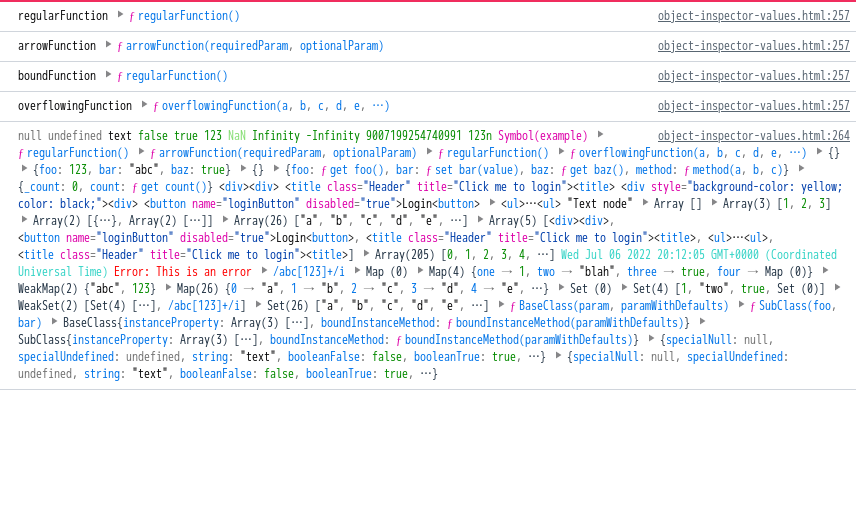 regularFunction ▶ ƒ regularFunction() object-inspector-values.html:257
arrowFunction ▶ ƒ arrowFunction(requiredParam, optionalParam) object-inspector-values.html:257
boundFunction ▶ ƒ regularFunction() object-inspector-values.html:257
overflowingFunction ▶ ƒ overflowingFunction(a, b, c, d, e, …) object-inspector-values.html:257
null undefined text false true 123 NaN Infinity -Infinity 9007199254740991 123n Symbol(example) ▶ object-inspector-values.html:264
ƒ regularFunction() ▶ ƒ arrowFunction(requiredParam, optionalParam) ▶ ƒ regularFunction() ▶ ƒ overflowingFunction(a, b, c, d, e, …) ▶ {}
▶ {foo: 123, bar: "abc", baz: true} ▶ {} ▶ {foo: ƒ get foo(), bar: ƒ set bar(value), baz: ƒ get baz(), method: ƒ method(a, b, c)} ▶
{_count: 0, count: ƒ get count()} <div><div> <title class="Header" title="Click me to login"><title> <div style="background-color: yellow;
color: black;"><div> <button name="loginButton" disabled="true">Login<button> ▶ <ul>…<ul> "Text node" ▶ Array [] ▶ Array(3) [1, 2, 3]
▶ Array(2) [{…}, Array(2) […]] ▶ Array(26) ["a", "b", "c", "d", "e", …] ▶ Array(5) [<div><div>,
<button name="loginButton" disabled="true">Login<button>, <title class="Header" title="Click me to login"><title>, <ul>…<ul>,
<title class="Header" title="Click me to login"><title>] ▶ Array(205) [0, 1, 2, 3, 4, …] Wed Jul 06 2022 20:12:05 GMT+0000 (Coordinated
Universal Time) Error: This is an error ▶ /abc[123]+/i ▶ Map (0) ▶ Map(4) {one → 1, two → "blah", three → true, four → Map (0)} ▶
WeakMap(2) {"abc", 123} ▶ Map(26) {0 → "a", 1 → "b", 2 → "c", 3 → "d", 4 → "e", …} ▶ Set (0) ▶ Set(4) [1, "two", true, Set (0)] ▶
WeakSet(2) [Set(4) […], /abc[123]+/i] ▶ Set(26) ["a", "b", "c", "d", "e", …] ▶ ƒ BaseClass(param, paramWithDefaults) ▶ ƒ SubClass(foo,
bar) ▶ BaseClass{instanceProperty: Array(3) […], boundInstanceMethod: ƒ boundInstanceMethod(paramWithDefaults)} ▶
SubClass{instanceProperty: Array(3) […], boundInstanceMethod: ƒ boundInstanceMethod(paramWithDefaults)} ▶ {specialNull: null,
specialUndefined: undefined, string: "text", booleanFalse: false, booleanTrue: true, …} ▶ {specialNull: null, specialUndefined:
undefined, string: "text", booleanFalse: false, booleanTrue: true, …}